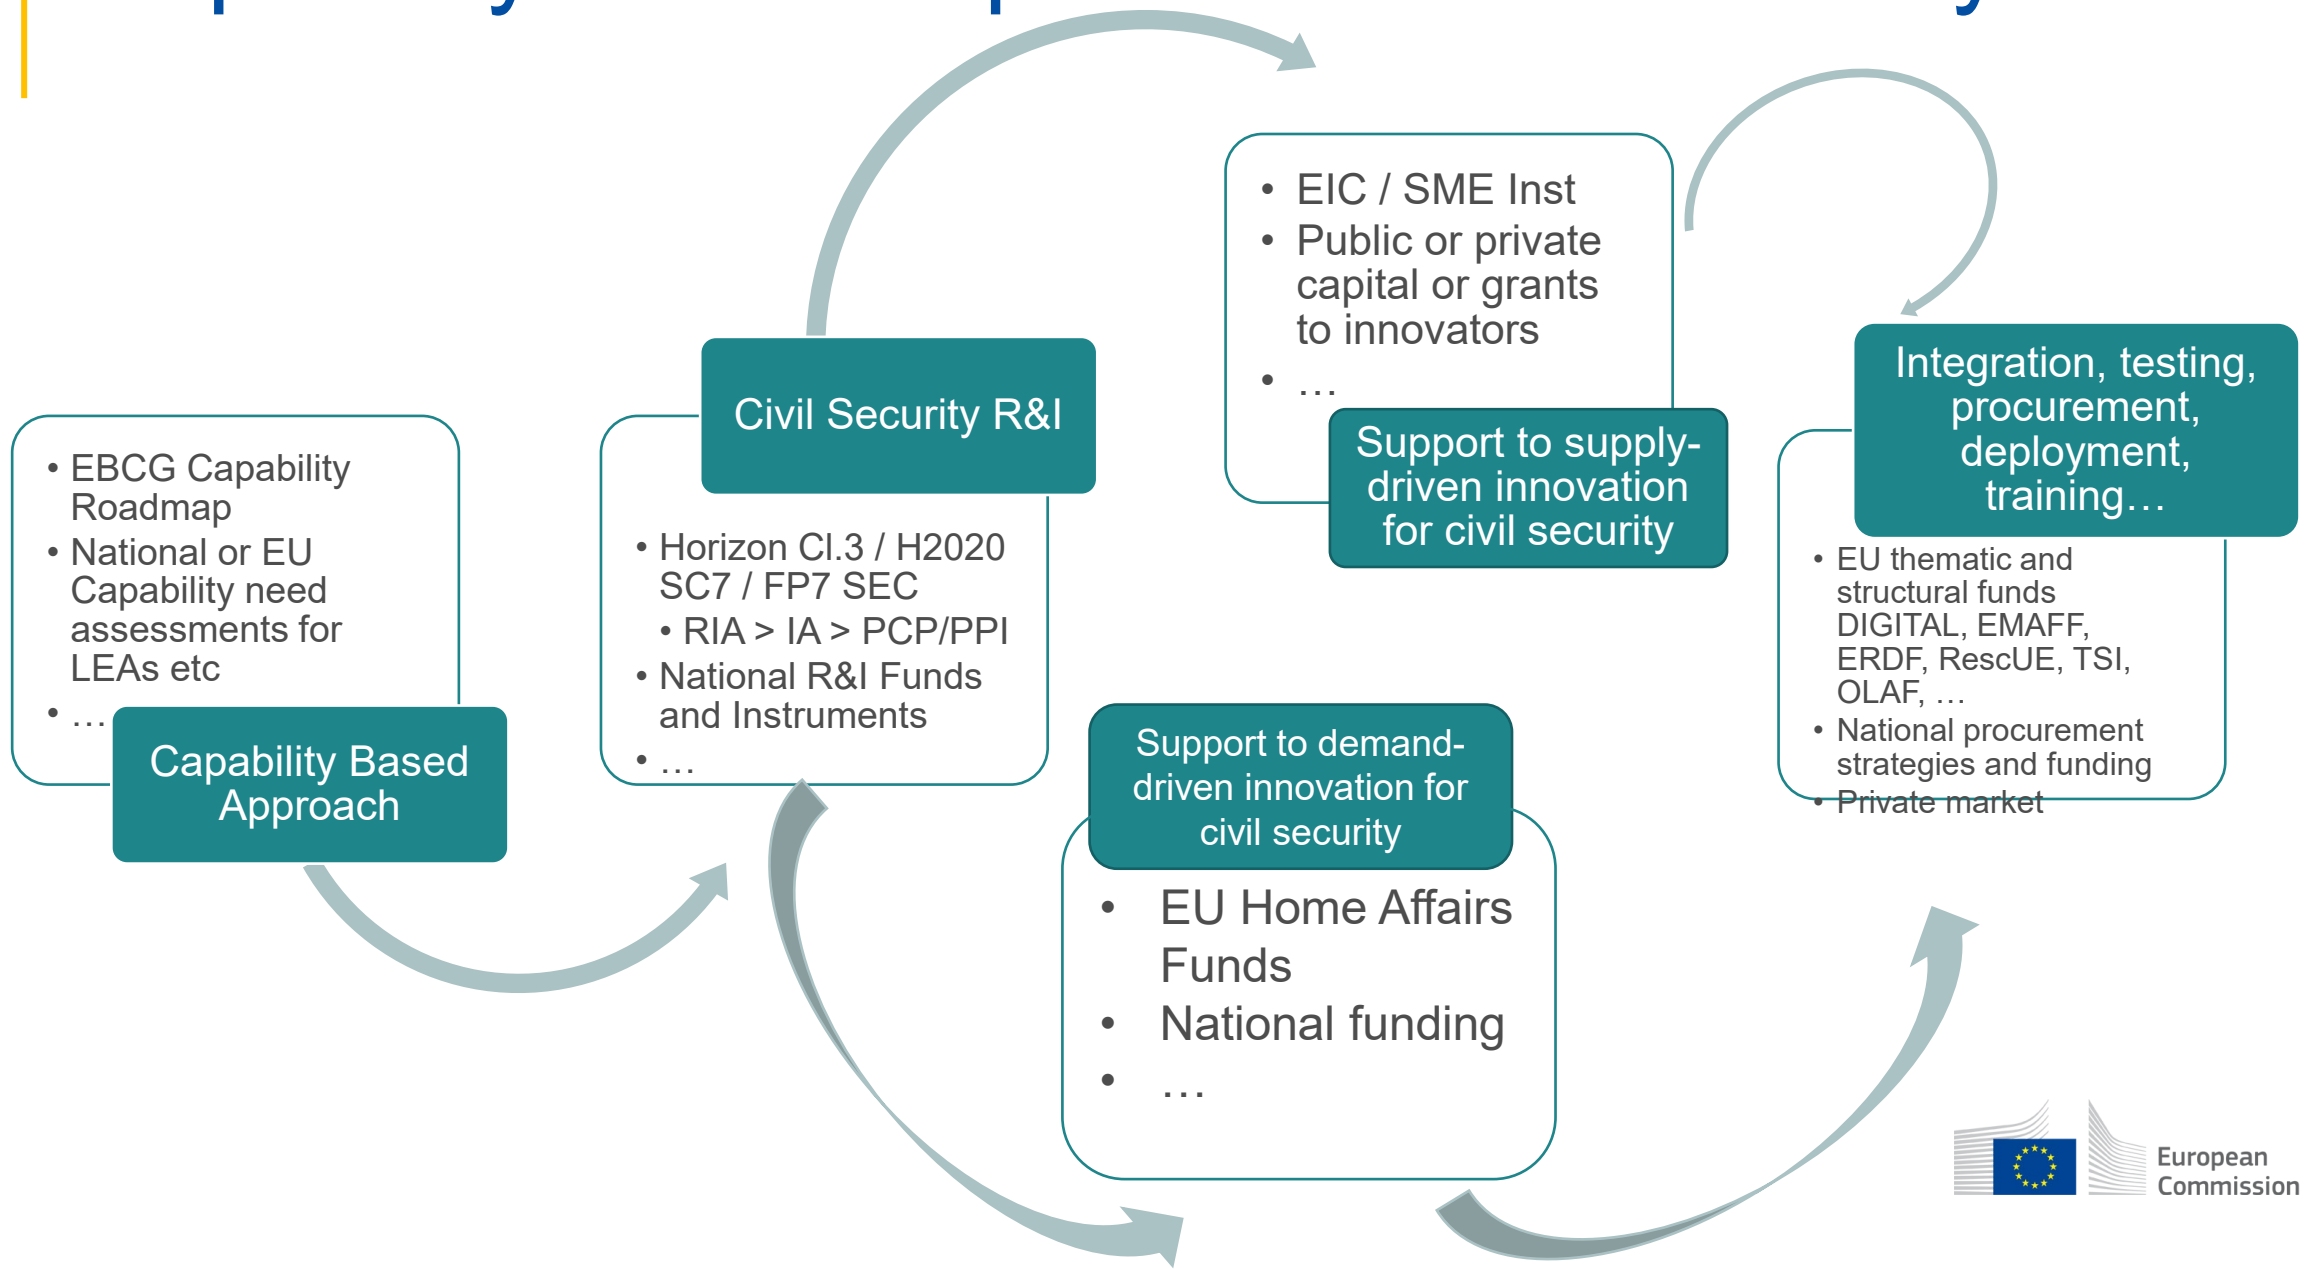 • EBCG Capability
Roadmap
• National or EU
Capability need
assessments for
LEAs etc
• …
Capability Based
Approach
Civil Security R&I
• Horizon Cl.3 / H2020
SC7 / FP7 SEC
• RIA > IA > PCP/PPI
• National R&I Funds
and Instruments
• …
• EIC / SME Inst
• Public or private
capital or grants
to innovators
• …
Support to supply-
driven innovation
for civil security
Support to demand-
driven innovation for
civil security
• EU Home Affairs
Funds
• National funding
• …
Integration, testing,
procurement,
deployment,
training…
• EU thematic and
structural funds
DIGITAL, EMAFF,
ERDF, RescUE, TSI,
OLAF, …
• National procurement
strategies and funding
• Private market
European
Commission